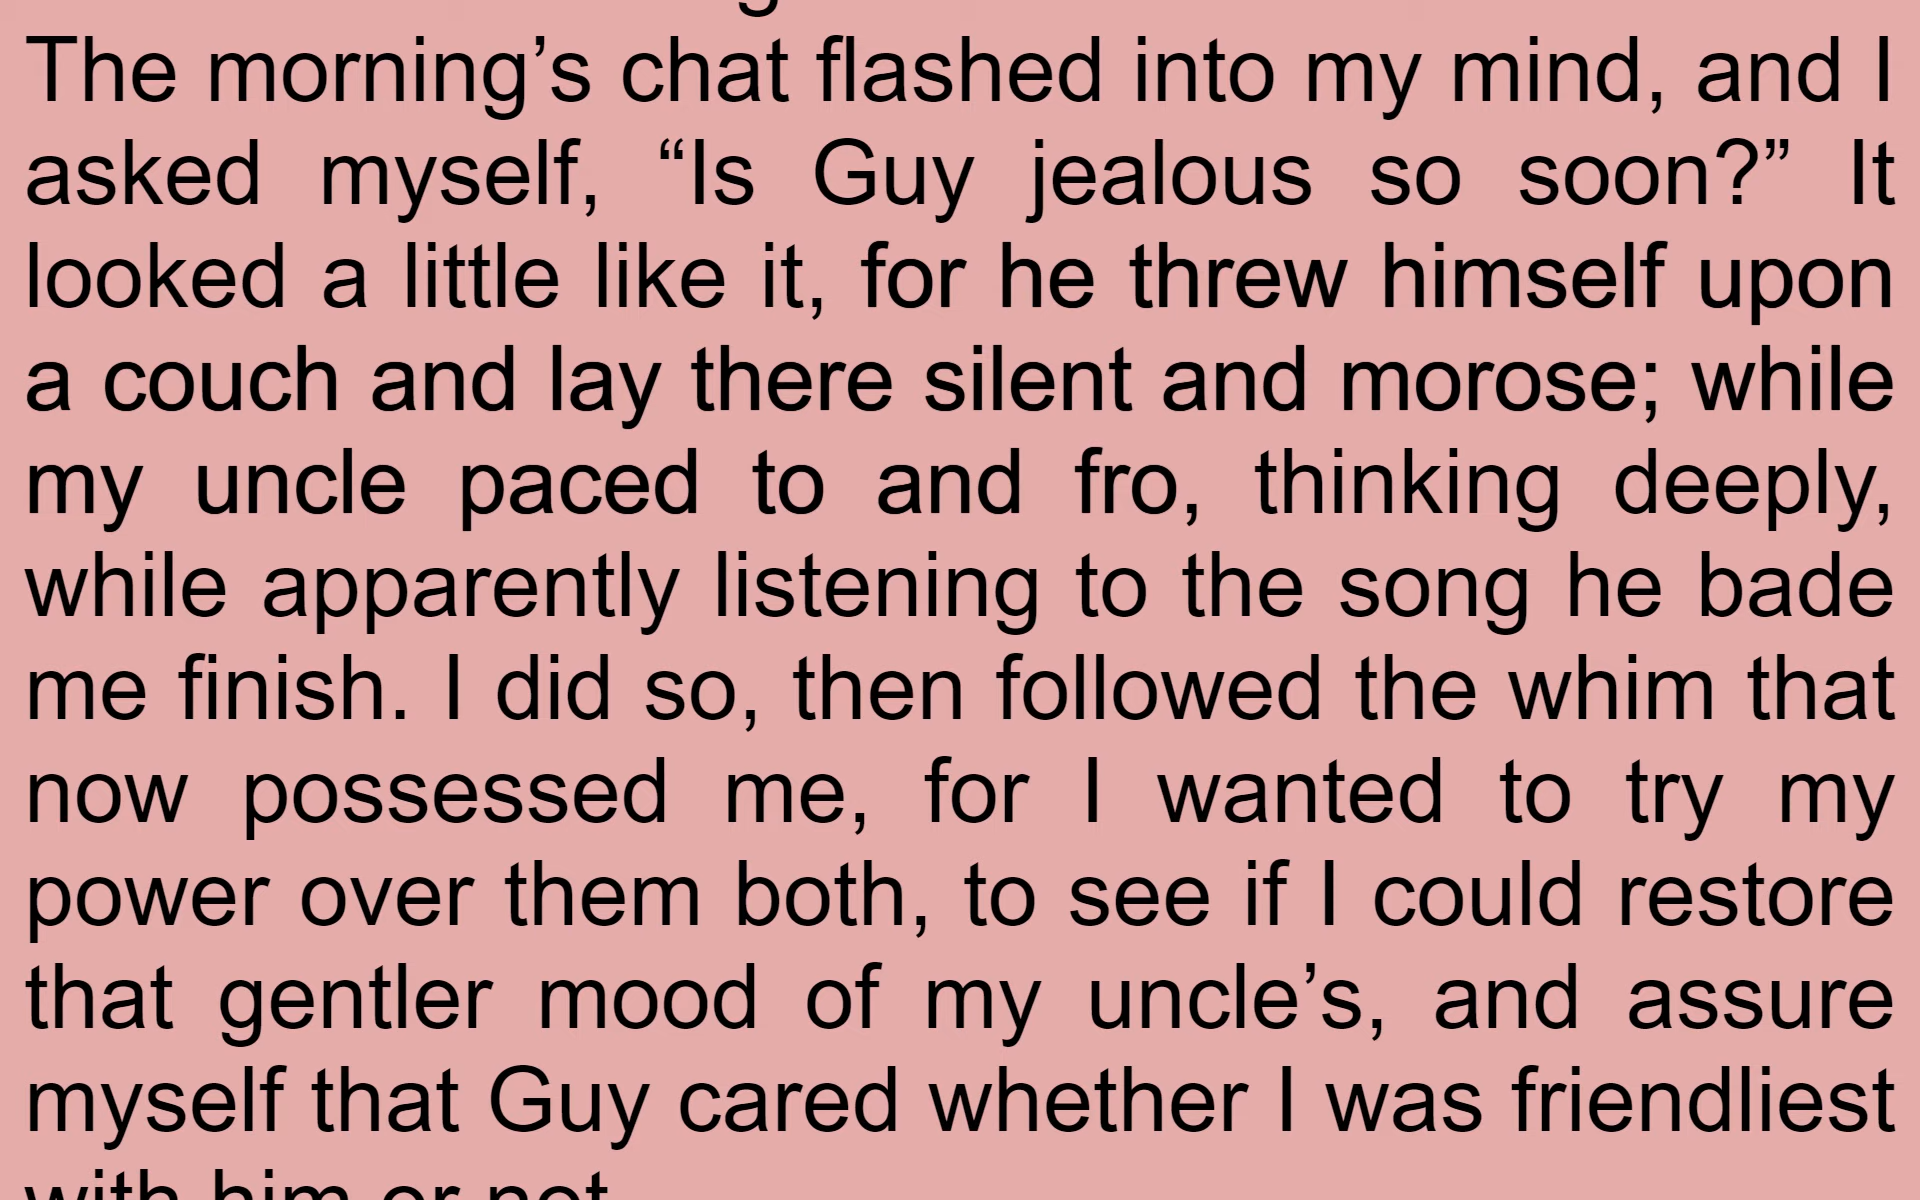 The morning’s chat flashed into my mind, and I
asked myself, “Is Guy jealous so soon?” It
looked a little like it, for he threw himself upon
a couch and lay there silent and morose; while
my uncle paced to and fro, thinking deeply,
while apparently listening to the song he bade
me finish. I did so, then followed the whim that
now possessed me, for I wanted to try my
power over them both, to see if I could restore
that gentler mood of my uncle’s, and assure
myself that Guy cared whether I was friendliest
with him or not